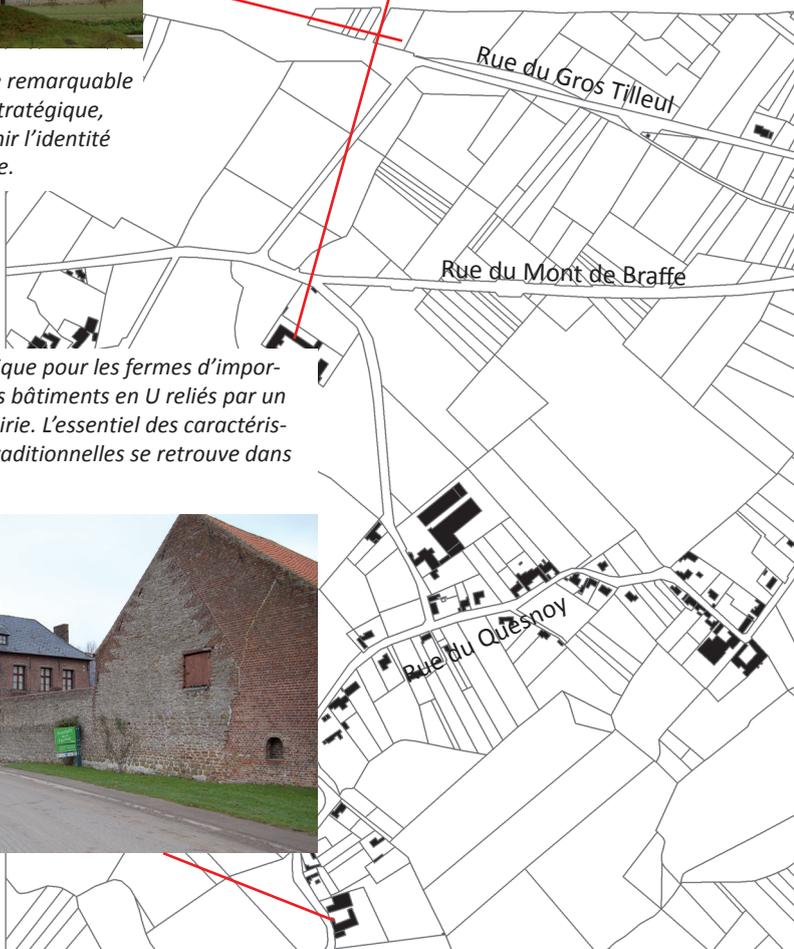 remarquable
tratégique,
nir l’identité
e.
Rue du Gros Tilleul
Rue du Mont de Braffe
ique pour les fermes d’impor-
s bâtiments en U reliés par un
irie. L’essentiel des caractéris-
raditionnelles se retrouve dans
Rue du Quesnoy